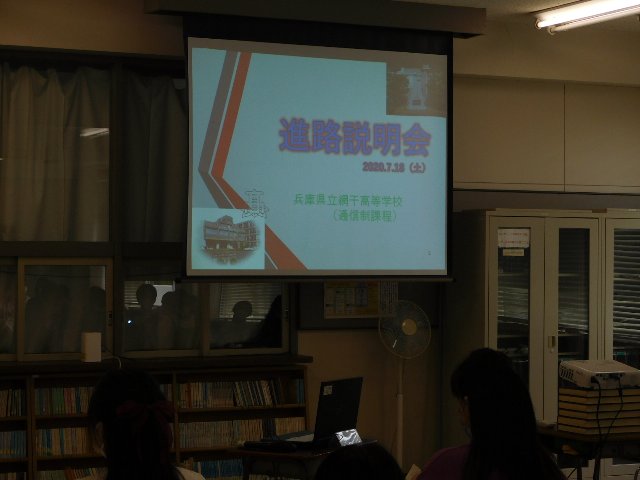 進路説明会
2020.7.18（土）
兵庫県立網干高等学校
（通信制課程）